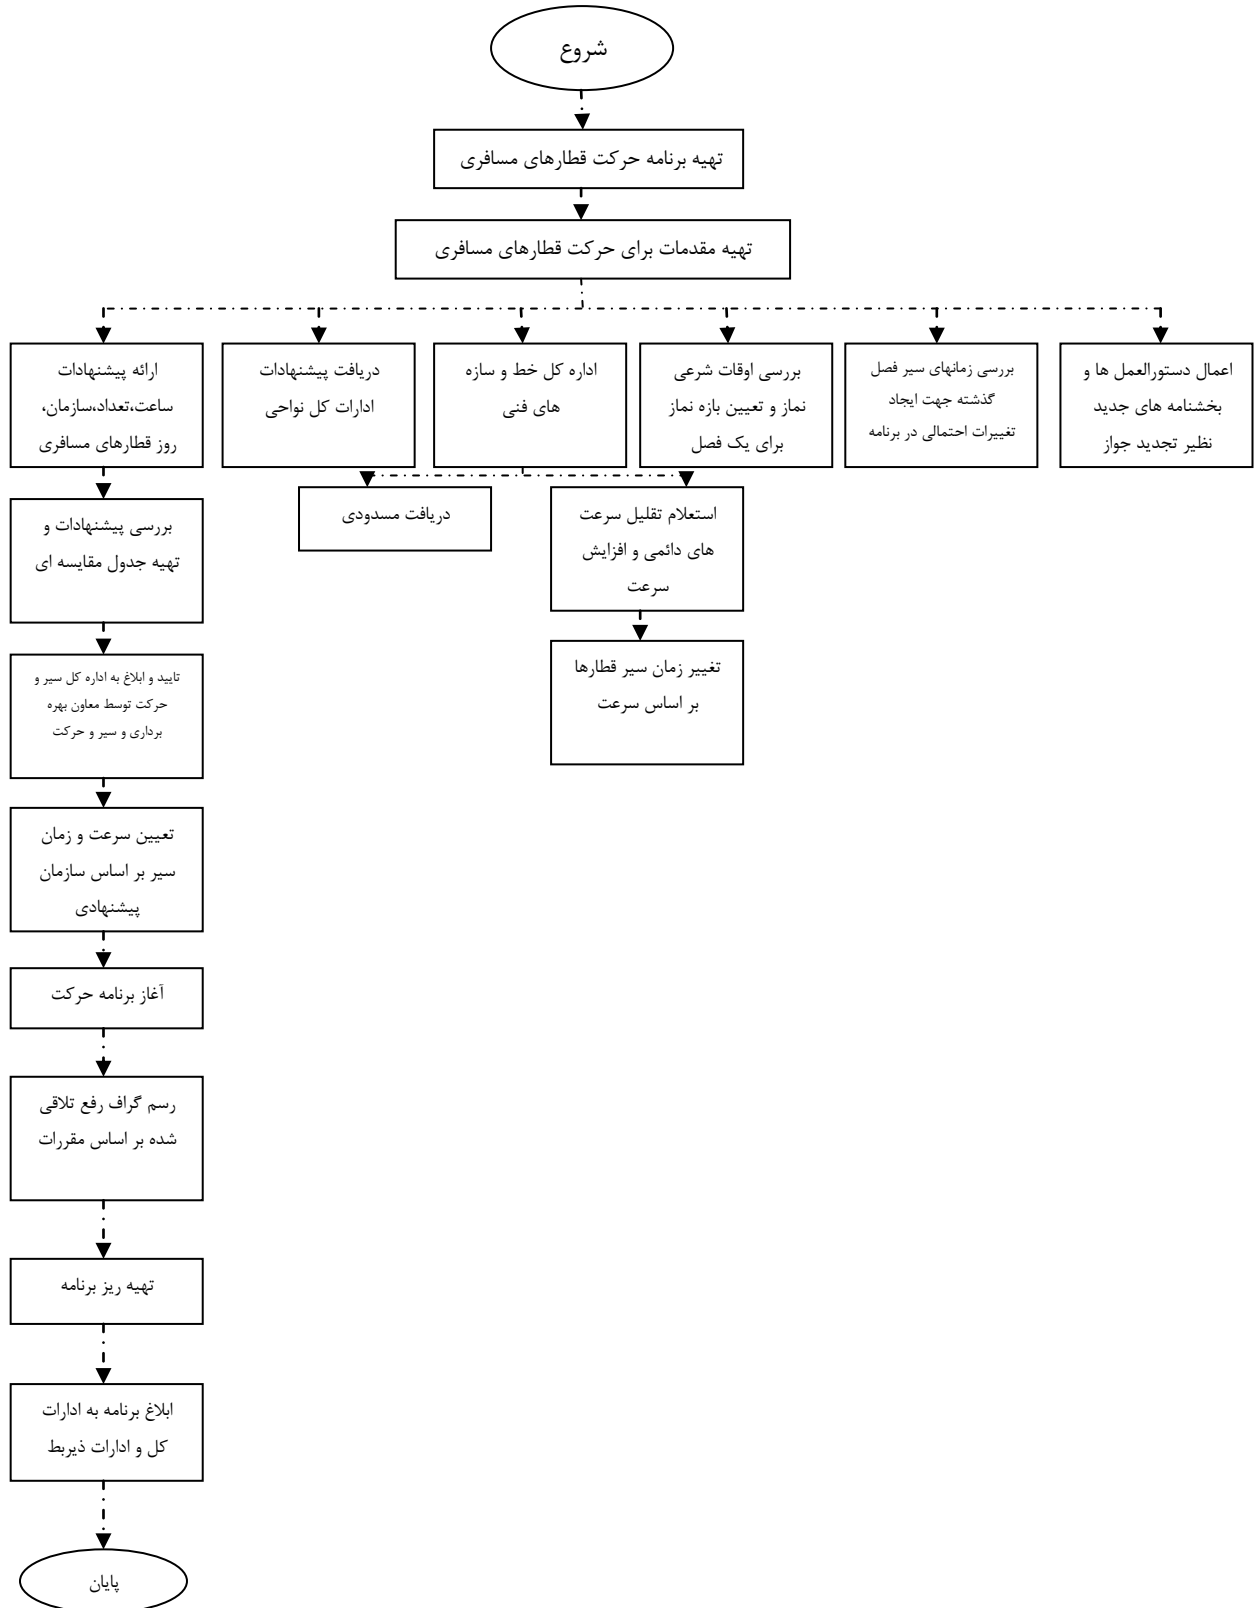 شروع
تهیه برنامه حرکت قطارهای مسافری
تهیه مقدمات برای حرکت قطارهای مسافری
اعمال دستورالعمل ها و
بخشنامه های جدید
نظیر تجدید جواز
بررسی زمانهای سیر فصل
گذشته جهت ایجاد
تغییرات احتمالی در برنامه
بررسی اوقات شرعی
نماز و تعیین بازه نماز
برای یک فصل
اداره کل خط و سازه
های فنی
دریافت پیشنهادات
ادارات کل نواحی
ارائه پیشنهادات
ساعت،تعداد،سازمان،
روز قطارهای مسافری
استعلام تقلیل سرعت
های دائمی و افزایش
سرعت
دریافت مسدودی
تغییر زمان سیر قطارها
بر اساس سرعت
بررسی پیشنهادات و
تهیه جدول مقایسه ای
تایید و ابلاغ به اداره کل سیر و
حرکت توسط معاون بهره
برداری و سیر و حرکت
تعیین سرعت و زمان
سیر بر اساس سازمان
پیشنهادی
آغاز برنامه حرکت
رسم گراف رفع تلاقی
شده بر اساس مقررات
تهیه ریز برنامه
ابلاغ برنامه به ادارات
کل و ادارات ذیربط
پایان